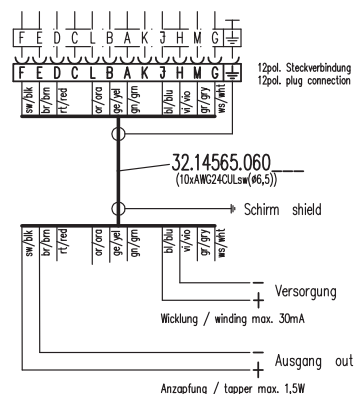 F E D C L B A K J H M G
F E D C L B A K J H M G
12pol. Steckverbindung
12pol. plug connection
sw/blk br/brn rt/red or/ora ge/yel gn/grn bl/blu vi/vio gr/gry ws/wht
32.14565.060___
(10xAWG24CULsw(ø6,5))
Schirm shield
sw/blk br/brn rt/red or/ora ge/yel gn/grn bl/blu vi/vio gr/gry ws/wht
−
Versorgung
+
Wicklung / winding max. 30mA
−
Ausgang out
+
Anzapfung / tapper max. 1,5W